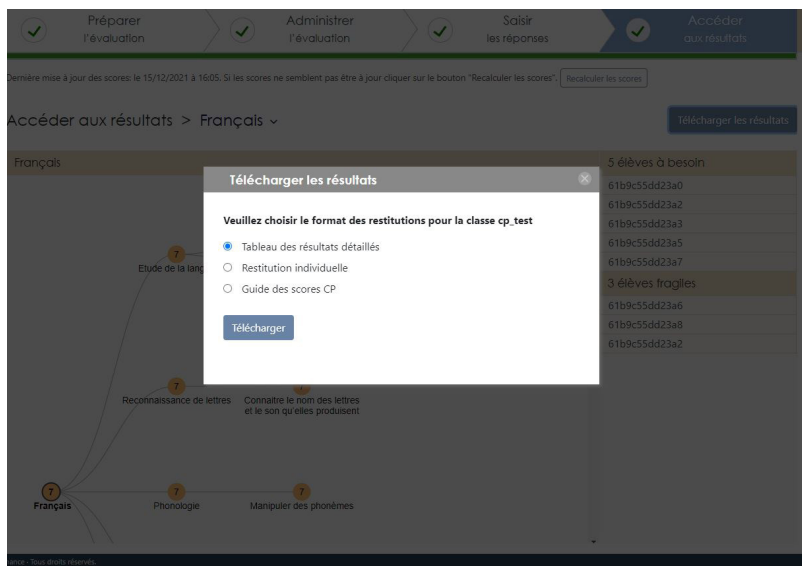 Préparer
l'évaluation
Administrer
l'évaluation
Saisir
les réponses
Accéder
aux résultats
Dernière mise à jour des scores: le 15/12/2021 à 16:05. Si les scores ne semblent pas être à jour cliquer sur le bouton "Recalculer les scores".
Recalculer les scores
Accéder aux résultats > Français
Télécharger les résultats
Français
Télécharger les résultats
Veuillez choisir le format des restitutions pour la classe cp_test
Tableau des résultats détaillés
Restitution individuelle
Guide des scores CP
Télécharger
5 élèves à besoin
61b9c55dd23a0
61b9c55dd23a2
61b9c55dd23a3
61b9c55dd23a5
61b9c55dd23a7
3 élèves fragiles
61b9c55dd23a6
61b9c55dd23a8
61b9c55dd23a2
7
Etude de la
7
Reconnaissance de lettres
Connaitre le nom des lettres
et le son qu'elles produisent
7
Français
7
Phonologie
7
Manipuler des phonèmes
Tous droits réservés.